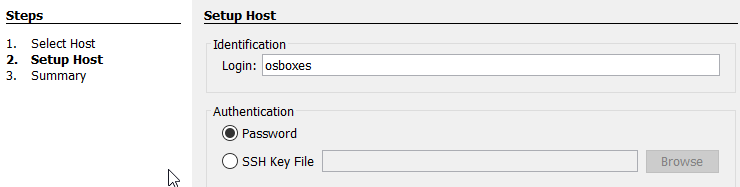 Steps
1. Select Host
2. Setup Host
3. Summary
Setup Host
Identification
Login: osboxes
Authentication
Password
SSH Key File Browse